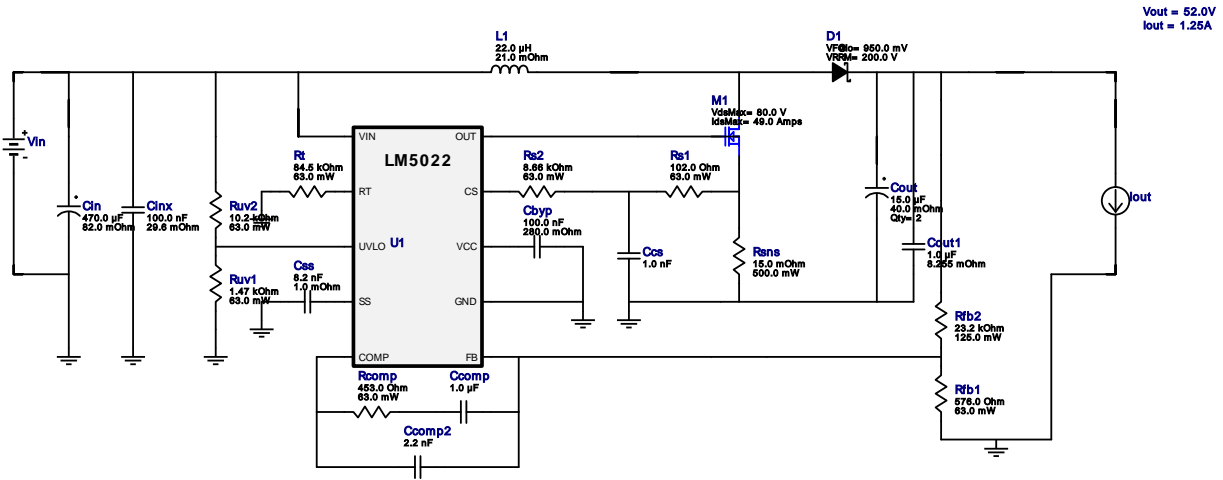 Vout = 52.0V
Iout = 1.25A
L1
22.0 µH
21.0 mOhm
D1
VRRM= 200.0 V
M1
VdsMax= 80.0 V
IdsMax= 49.0 Amps
Vin
Cin
470.0 µF
82.0 mOhm
Cinx
100.0 nF
29.6 mOhm
Ruv2
10.2 kOhm
63.0 mW
Ruv1
1.47 kOhm
63.0 mW
Rt
84.5 kOhm
63.0 mW
Css
8.2 nF
1.0 mOhm
VIN
OUT
LM5022
RT
CS
UVLO
U1
VCC
SS
GND
COMP
FB
Rs2
8.66 kOhm
63.0 mW
Rs1
102.0 Ohm
63.0 mW
Cbyp
100.0 nF
280.0 mOhm
Ccs
1.0 nF
Rsns
15.0 mOhm
500.0 mW
Cout
15.0 µF
40.0 mOhm
Qty= 2
Cout1
1.0 µF
8.255 mOhm
Iout
Rfb2
23.2 kOhm
125.0 mW
Rfb1
576.0 Ohm
63.0 mW
Rcomp
453.0 Ohm
63.0 mW
Ccomp
1.0 µF
Ccomp2
2.2 nF